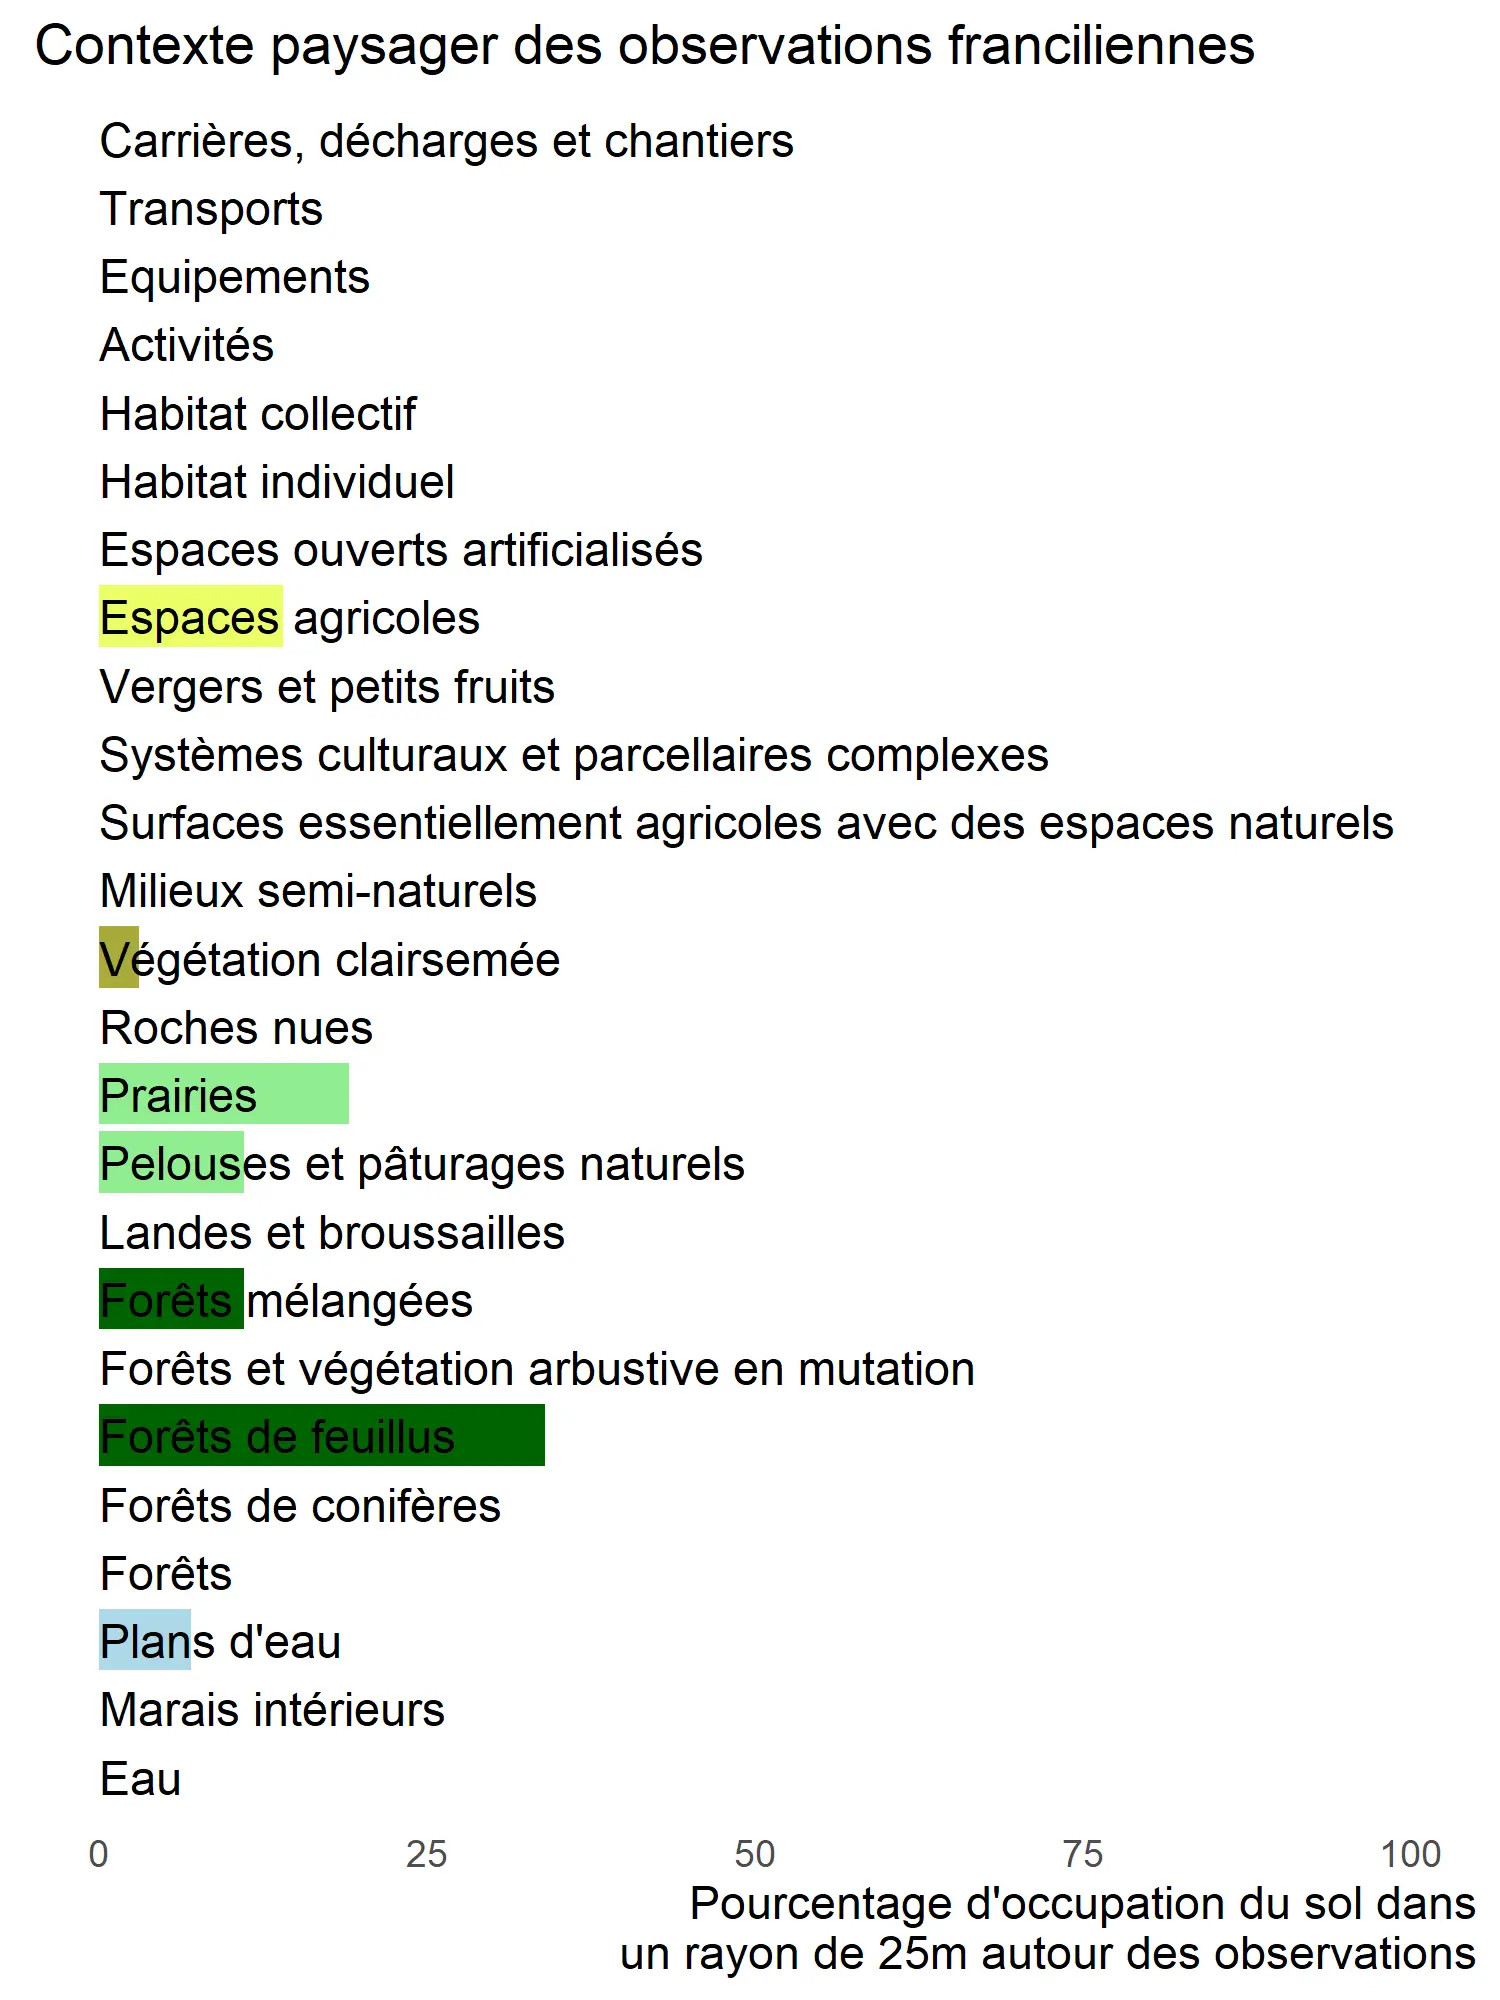 Contexte paysager des observations franciliennes
Carrières, décharges et chantiers
Transports
Equipements
Activités
Habitat collectif
Habitat individuel
Espaces ouverts artificialisés
Espaces agricoles
Vergers et petits fruits
Systèmes culturaux et parcellaires complexes
Surfaces essentiellement agricoles avec des espaces naturels
Milieux semi-naturels
Végétation clairsemée
Roches nues
Prairies
Pelouses et pâturages naturels
Landes et broussailles
Forêts mélangées
Forêts et végétation arbustive en mutation
Forêts de feuillus
Forêts de conifères
Forêts
Plans d'eau
Marais intérieurs
Eau
0 25 50 75 100
Pourcentage d'occupation du sol dans
un rayon de 25m autour des observations